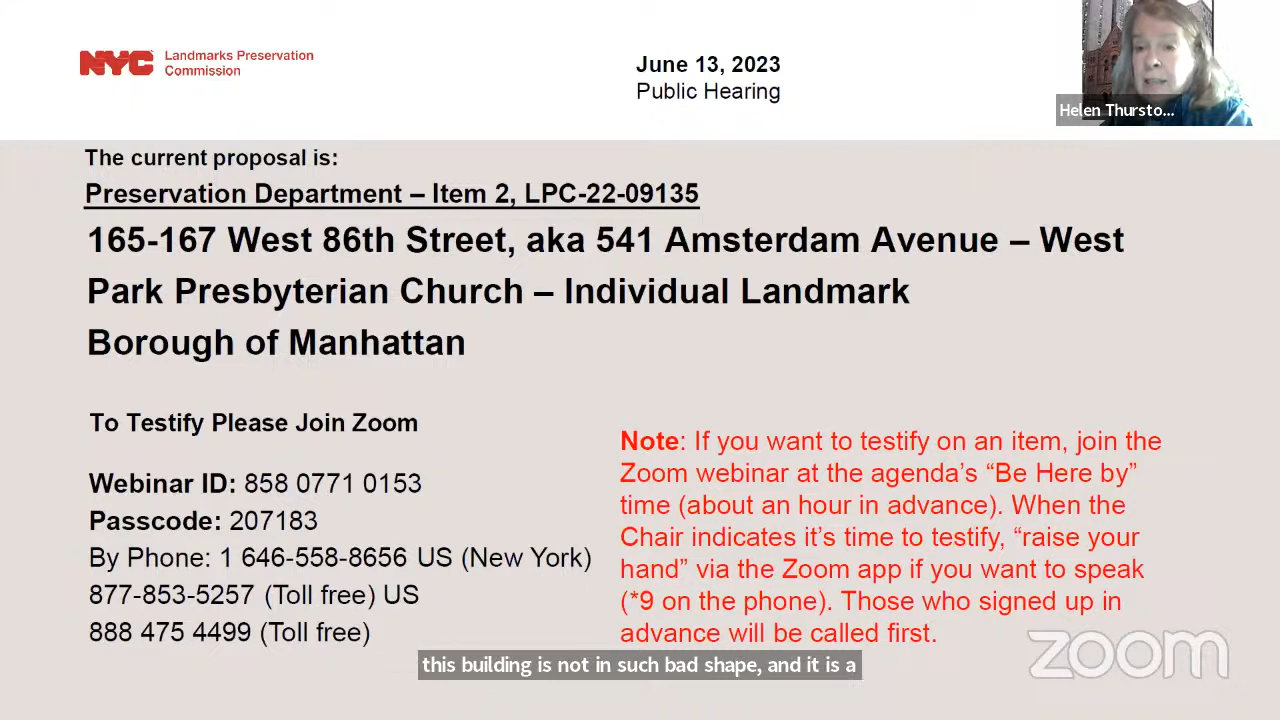 NYC Landmarks Preservation
Commission
June 13, 2023
Public Hearing
Helen Thursto...
The current proposal is:
Preservation Department – Item 2, LPC-22-09135
165-167 West 86th Street, aka 541 Amsterdam Avenue – West
Park Presbyterian Church – Individual Landmark
Borough of Manhattan
To Testify Please Join Zoom
Webinar ID: 858 0771 0153
Passcode: 207183
By Phone: 1 646-558-8656 US (New York)
877-853-5257 (Toll free) US
888 475 4499 (Toll free)
Note: If you want to testify on an item, join the
Zoom webinar at the agenda’s “Be Here by”
time (about an hour in advance). When the
Chair indicates it’s time to testify, “raise your
hand” via the Zoom app if you want to speak
(*9 on the phone). Those who signed up in
advance will be called first.
zoom
this building is not in such bad shape, and it is a